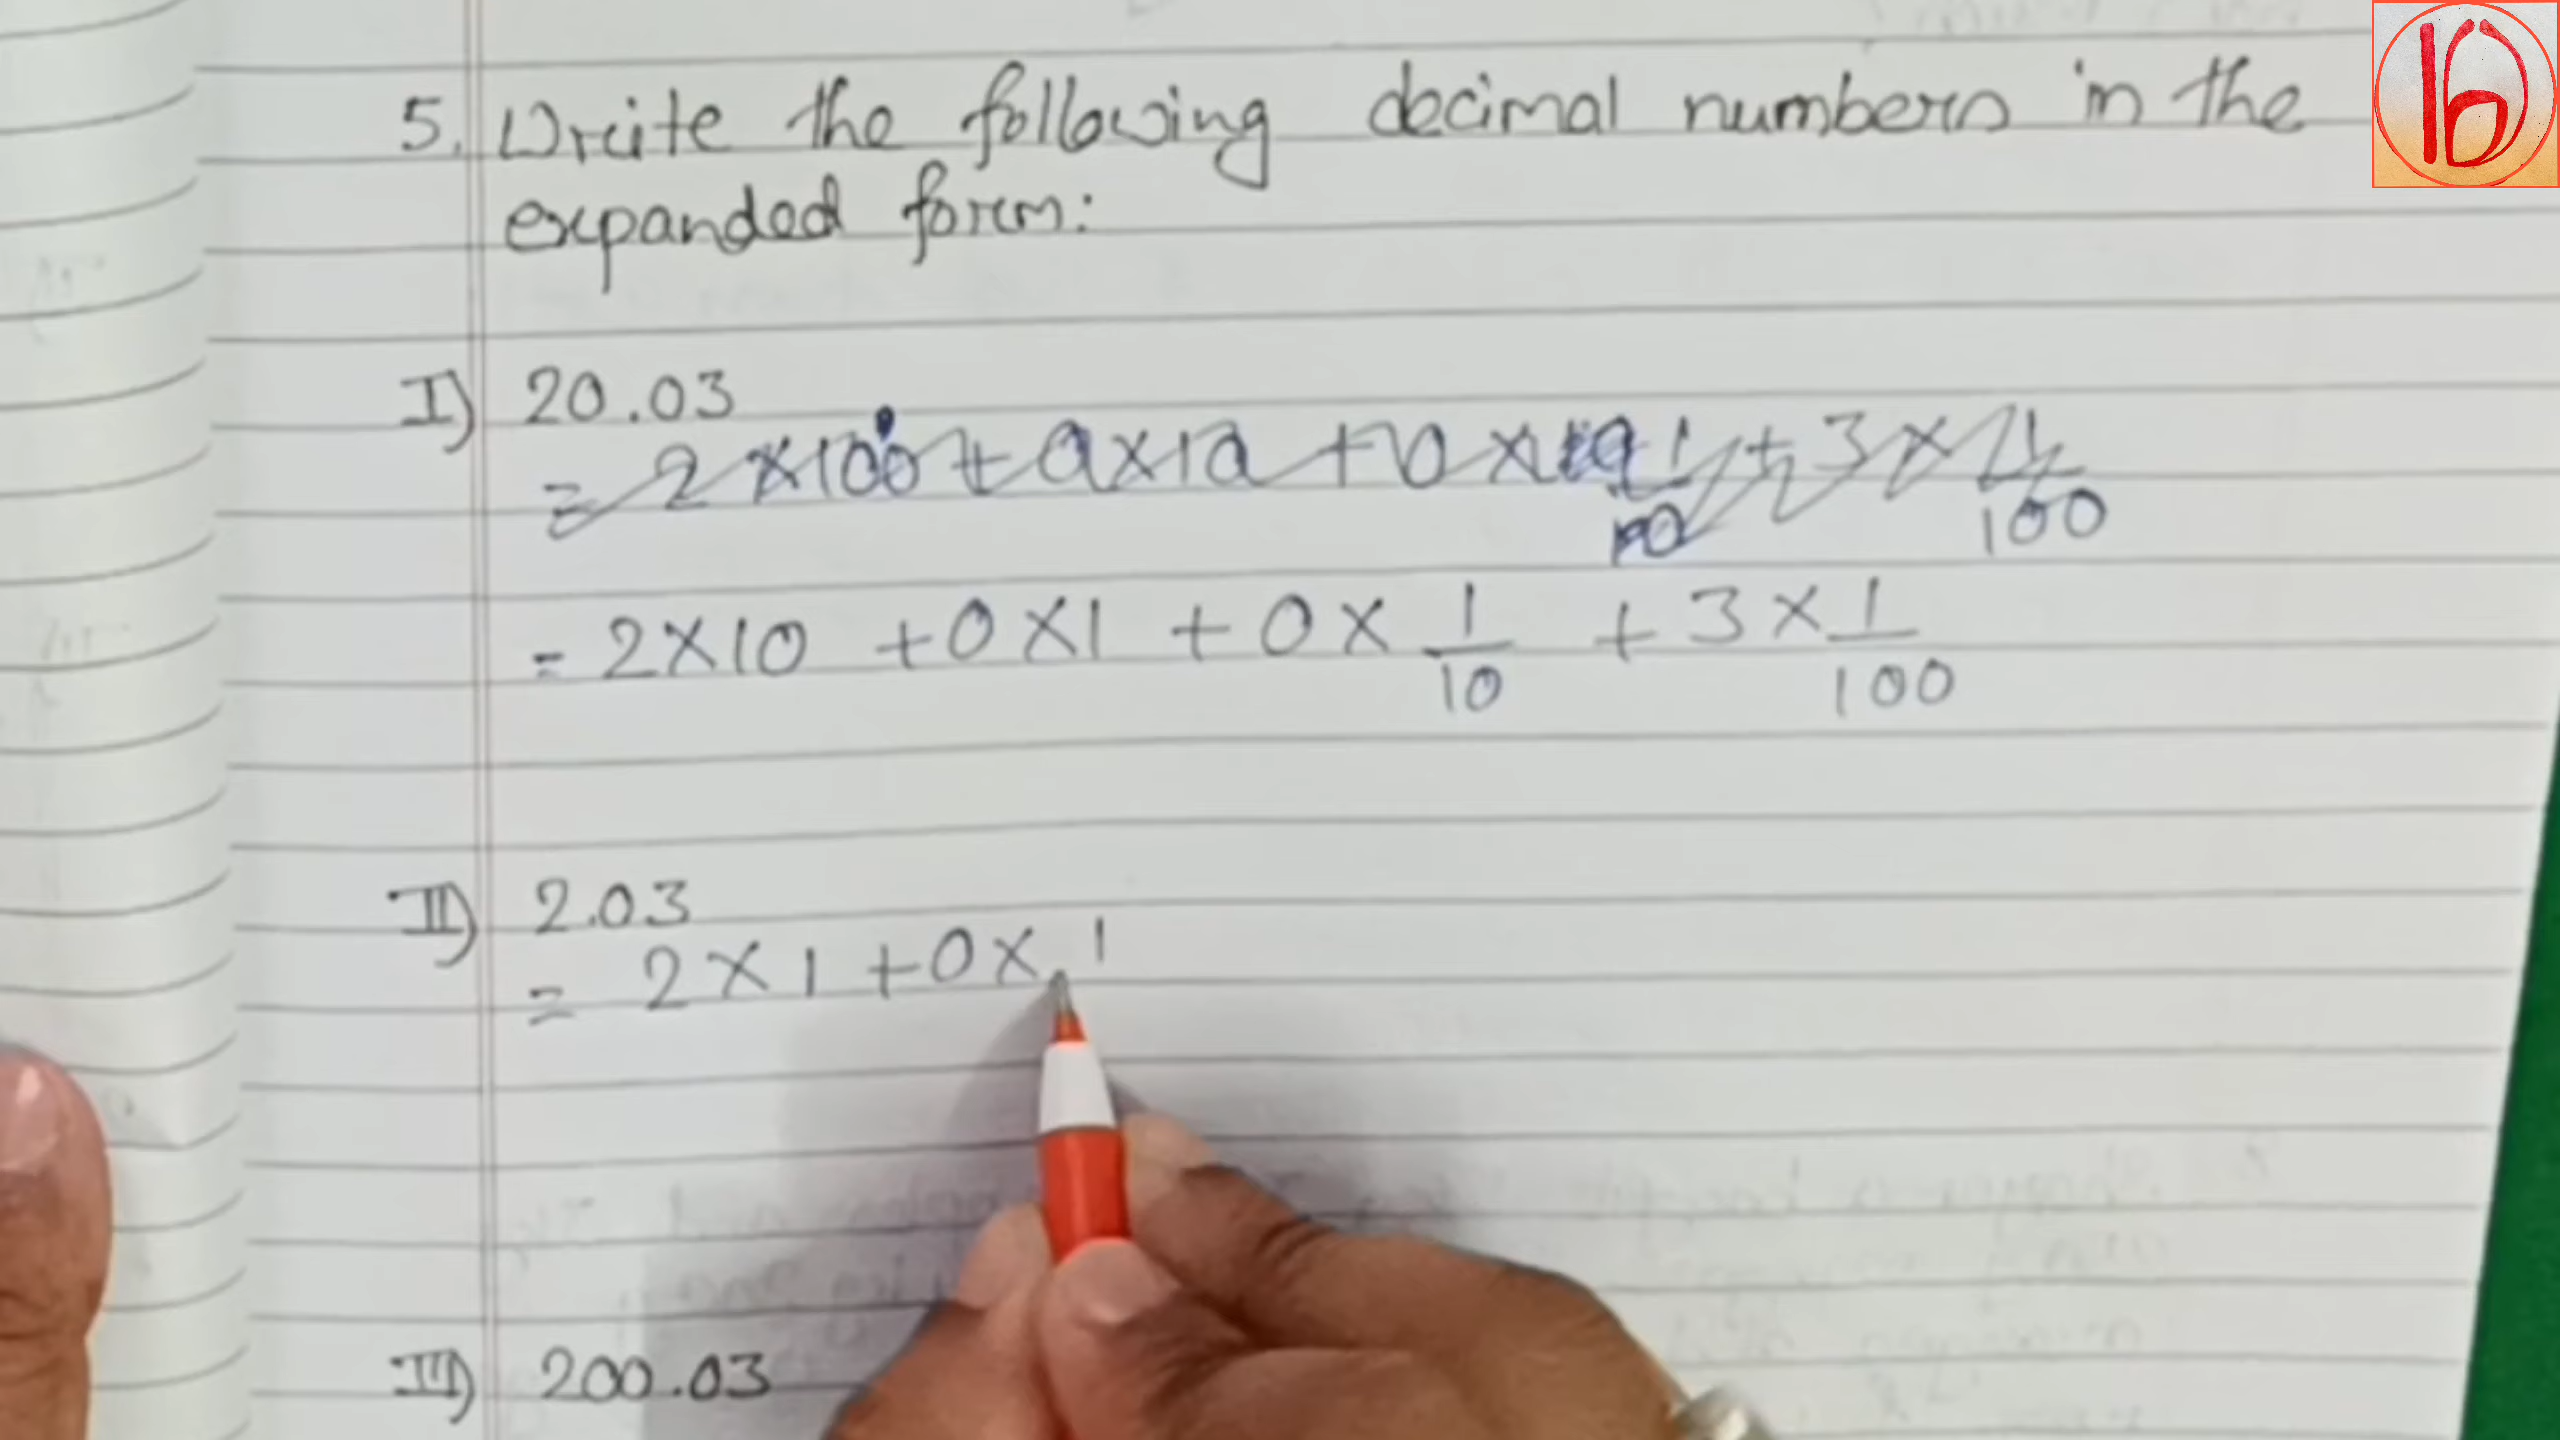 5. Write the following decimal numbers in the
expanded form:
I) 20.03
= 2 × 10 + 0 × 1 + 0 × 1/10 + 3 × 1/100
II) 2.03
= 2 × 1 + 0 × 1
III) 200.03